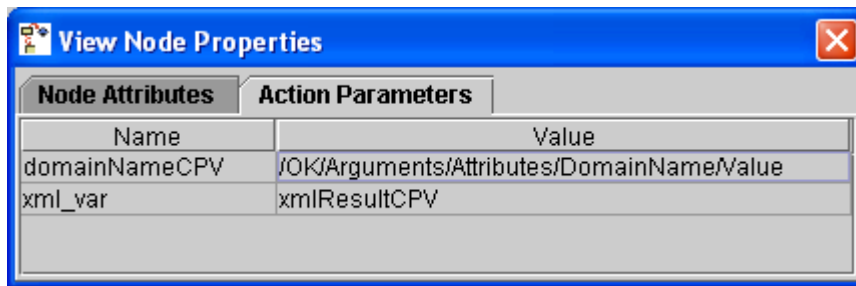 View Node Properties
Node Attributes Action Parameters
Name Value
domainNameCPV /OK/Arguments/Attributes/DomainName/Value
xml_var xmlResultCPV